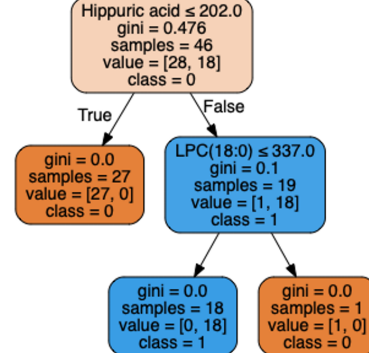 Hippuric acid ≤ 202.0
gini = 0.476
samples = 46
value = [28, 18]
class = 0
True
False
gini = 0.0
samples = 27
value = [27, 0]
class = 0
LPC(18:0) ≤ 337.0
gini = 0.1
samples = 19
value = [1, 18]
class = 1
gini = 0.0
samples = 18
value = [0, 18]
class = 1
gini = 0.0
samples = 1
value = [1, 0]
class = 0